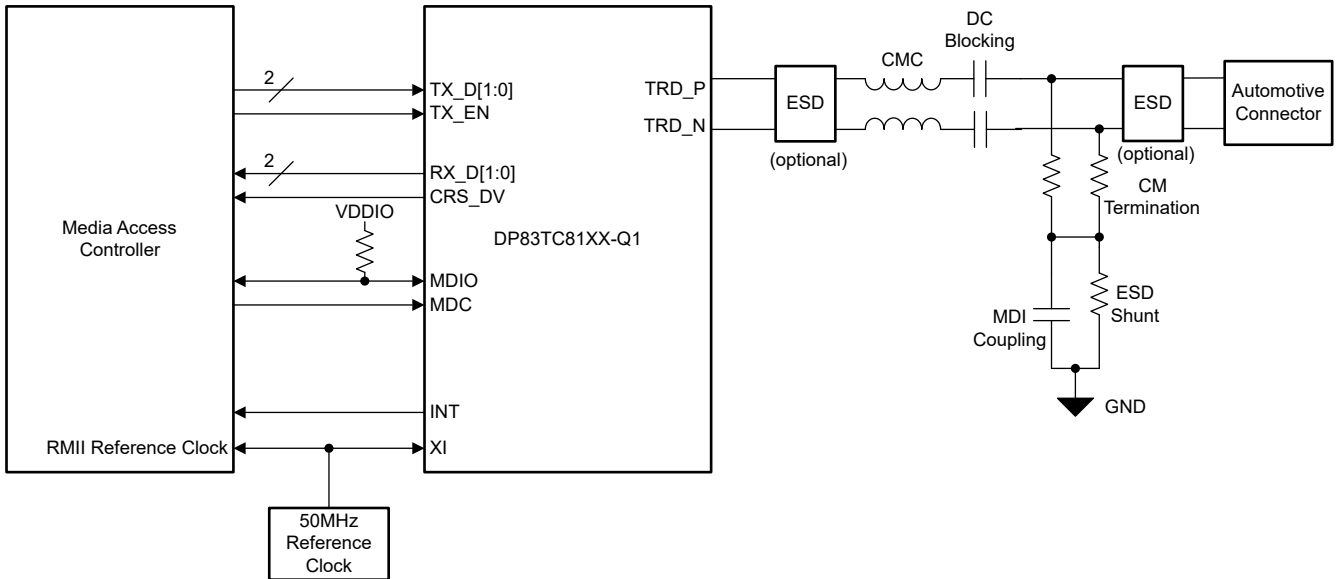 DC
Blocking
CMC
2
TX_D[1:0]
TX_EN
TRD_P
TRD_N
ESD
(optional)
ESD
(optional)
Automotive
Connector
2
RX_D[1:0]
CRS_DV
CM
Termination
VDDIO
Media Access
Controller
DP83TC81XX-Q1
MDIO
MDC
ESD
Shunt
MDI
Coupling
GND
INT
RMII Reference Clock
XI
50MHz
Reference
Clock